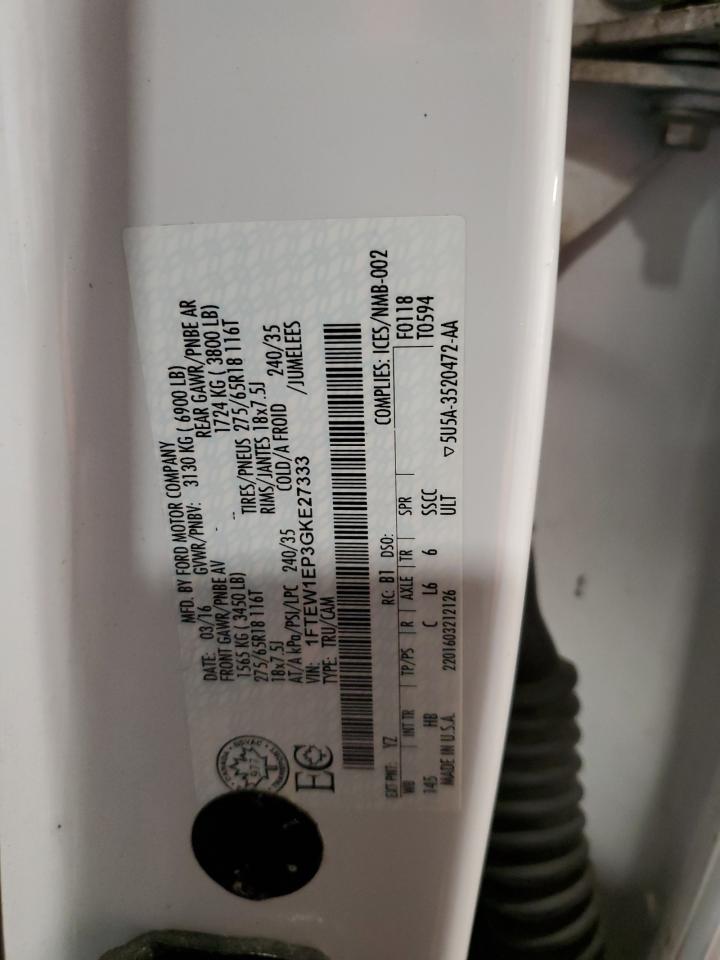 MFD. BY FORD MOTOR COMPANY
DATE: 03/16 GVWR/PNBV: 3130 KG ( 6900 LB)
FRONT GAWR/PNBE AV REAR GAWR/PNBE AR
1565 KG ( 3450 LB) 1724 KG ( 3800 LB)
275/65R18 116T TIRES/PNEUS 275/65R18 116T
18x7.5J RIMS/JANTES 18x7.5J
AT/A kPa/PSI/LPC 240/35 COLD/A FROID 240/35
VIN: 1FTEW1EP3GKE27333 /JUMELEES
TYPE: TRU/CAM
CANADA
EC
COMPLIES: ICES/NMB-002
EXT PNT: YZ RC: B1 DSO: F0118
WB INT TR TP/PS R AXLE TR SPR T0594
145 HB C L6 6 SSCC
ULT
MADE IN U.S.A. 2201603212126 ▽5U5A-3520472-AA